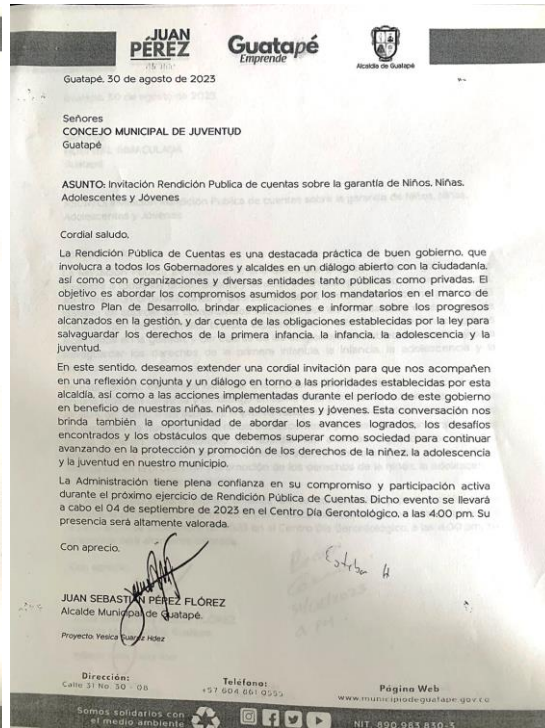 JUAN
PÉREZ
Guatapé
Emprende
Alcaldía de Guatapé
Guatapé, 30 de agosto de 2023
Señores
CONCEJO MUNICIPAL DE JUVENTUD
Guatapé
ASUNTO: Invitación Rendición Publica de cuentas sobre la garantía de Niños, Niñas,
Adolescentes y Jóvenes
Cordial saludo,
La Rendición Pública de Cuentas es una destacada práctica de buen gobierno, que
involucra a todos los Gobernadores y alcaldes en un diálogo abierto con la ciudadanía,
así como con organizaciones y diversas entidades tanto públicas como privadas. El
objetivo es abordar los compromisos asumidos por los mandatarios en el marco de
nuestro Plan de Desarrollo, brindar explicaciones e informar sobre los progresos
alcanzados en la gestión, y dar cuenta de las obligaciones establecidas por la ley para
salvaguardar los derechos de la primera infancia, la infancia, la adolescencia y la
juventud.
En este sentido, deseamos extender una cordial invitación para que nos acompañen
en una reflexión conjunta y un diálogo en torno a las prioridades establecidas por esta
alcaldía, así como a las acciones implementadas durante el período de este gobierno
en beneficio de nuestras niñas, niños, adolescentes y jóvenes. Esta conversación nos
brinda también la oportunidad de abordar los avances logrados, los desafíos
encontrados y los obstáculos que debemos superar como sociedad para continuar
avanzando en la protección y promoción de los derechos de la niñez, la adolescencia
y la juventud en nuestro municipio.
La Administración tiene plena confianza en su compromiso y participación activa
durante el próximo ejercicio de Rendición Pública de Cuentas. Dicho evento se llevará
a cabo el 04 de septiembre de 2023 en el Centro Día Gerontológico, a las 4:00 pm. Su
presencia será altamente valorada.
Con aprecio,
Esteban H
JUAN SEBASTIÁN PÉREZ FLÓREZ
Alcalde Municipal de Guatapé.
Proyecto: Yesica Suarez Hdez
Dirección:
Calle 31 No. 30 - 08
Teléfono:
+57 604 861 0555
Página Web
www.municipiodeguatape.gov.co
Somos solidarios con
el medio ambiente
NIT. 890.983.830-3